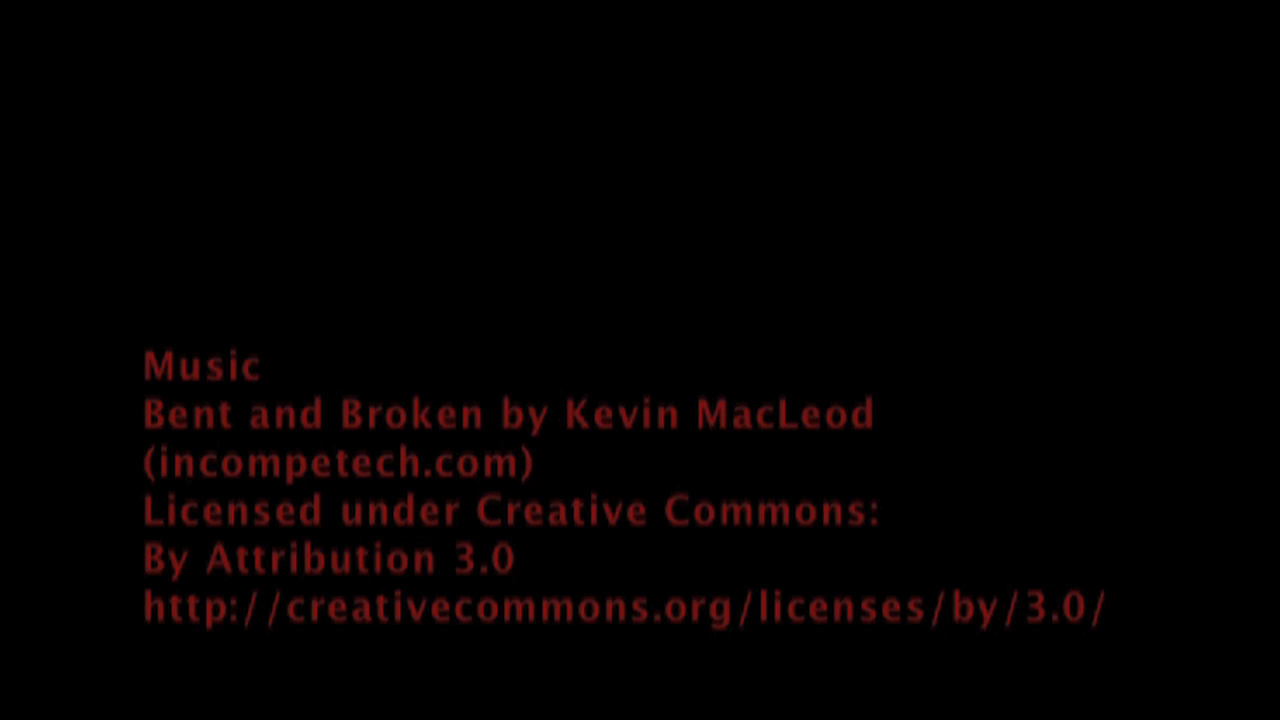 Music
Bent and Broken by Kevin MacLeod
(incompetech.com)
Licensed under Creative Commons:
By Attribution 3.0
http://creativecommons.org/licenses/by/3.0/